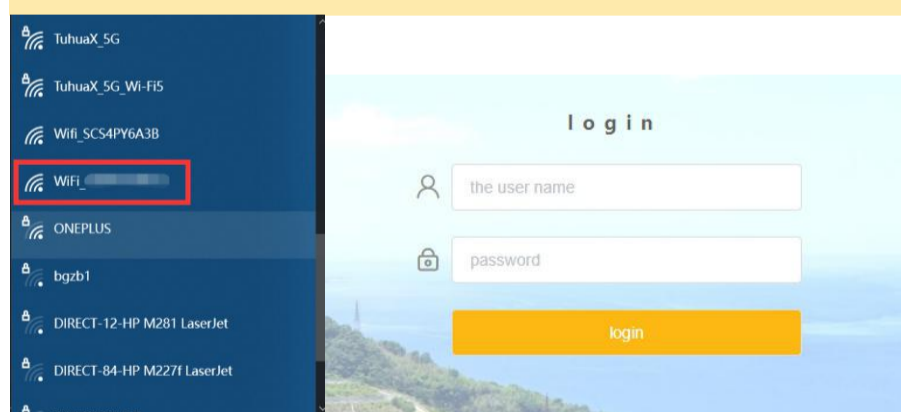 TuhuaX_5G
TuhuaX_5G_Wi-Fi5
Wifi_SCS4PY6A3B
WiFi_
ONEPLUS
bgzb1
DIRECT-12-HP M281 LaserJet
DIRECT-84-HP M227f LaserJet
login
the user name
password
login